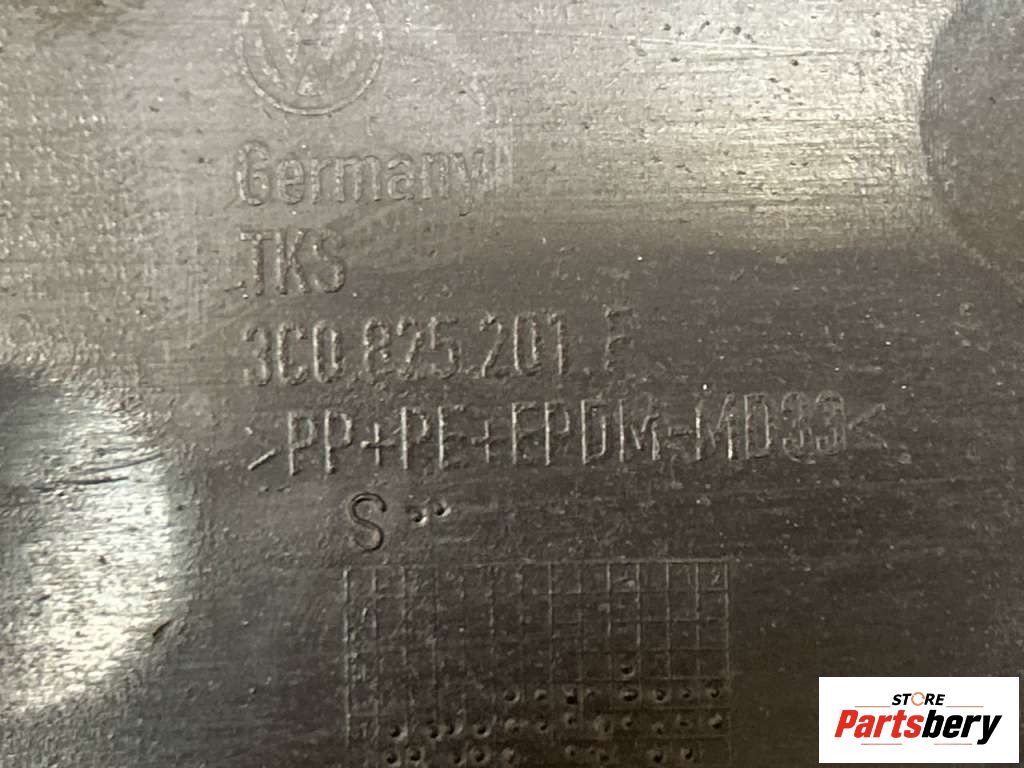 Germany
TKS
3C0.825.201.F
>PP+PE+EPDM-MD33<
S
STORE
Partsbery